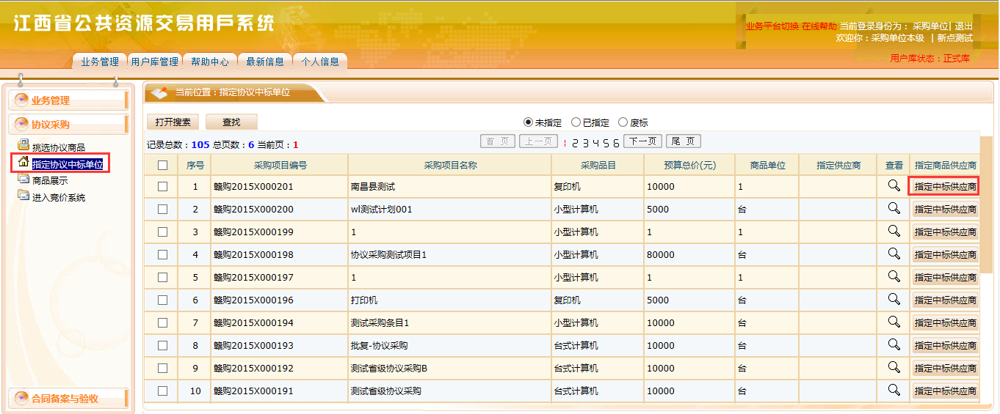 江西省公共资源交易用戶系统
业务平台切换 在线帮助 当前登录身份为： 采购单位| 退出
欢迎你：采购单位本级 | 新点测试
用户库状态：正式库
业务管理 用户库管理 帮助中心 最新信息 个人信息
业务管理
协议采购
挑选协议商品
指定协议中标单位
商品展示
进入竞价系统
合同备案与验收
当前位置：指定协议中标单位
打开搜索 查找 未指定 已指定 废标
记录总数：105 总页数：6 当前页：1 首 页 上一页 1 2 3 4 5 6 下一页 尾 页
序号 采购项目编号 采购项目名称 采购品目 预算总价(元) 商品单位 指定供应商 查看 指定商品供应商
1 赣购2015X000201 南昌县测试 复印机 10000 1 指定中标供应商
2 赣购2015X000200 wl测试计划001 小型计算机 5000 台 指定中标供应商
3 赣购2015X000199 1 小型计算机 1 1 指定中标供应商
4 赣购2015X000198 协议采购测试项目1 小型计算机 80000 台 指定中标供应商
5 赣购2015X000197 1 小型计算机 1 1 指定中标供应商
6 赣购2015X000196 打印机 复印机 5000 台 指定中标供应商
7 赣购2015X000194 测试采购条目1 小型计算机 10000 台 指定中标供应商
8 赣购2015X000193 批复-协议采购 台式计算机 10000 台 指定中标供应商
9 赣购2015X000192 测试省级协议采购B 台式计算机 10000 台 指定中标供应商
10 赣购2015X000191 测试省级协议采购 台式计算机 10000 台 指定中标供应商